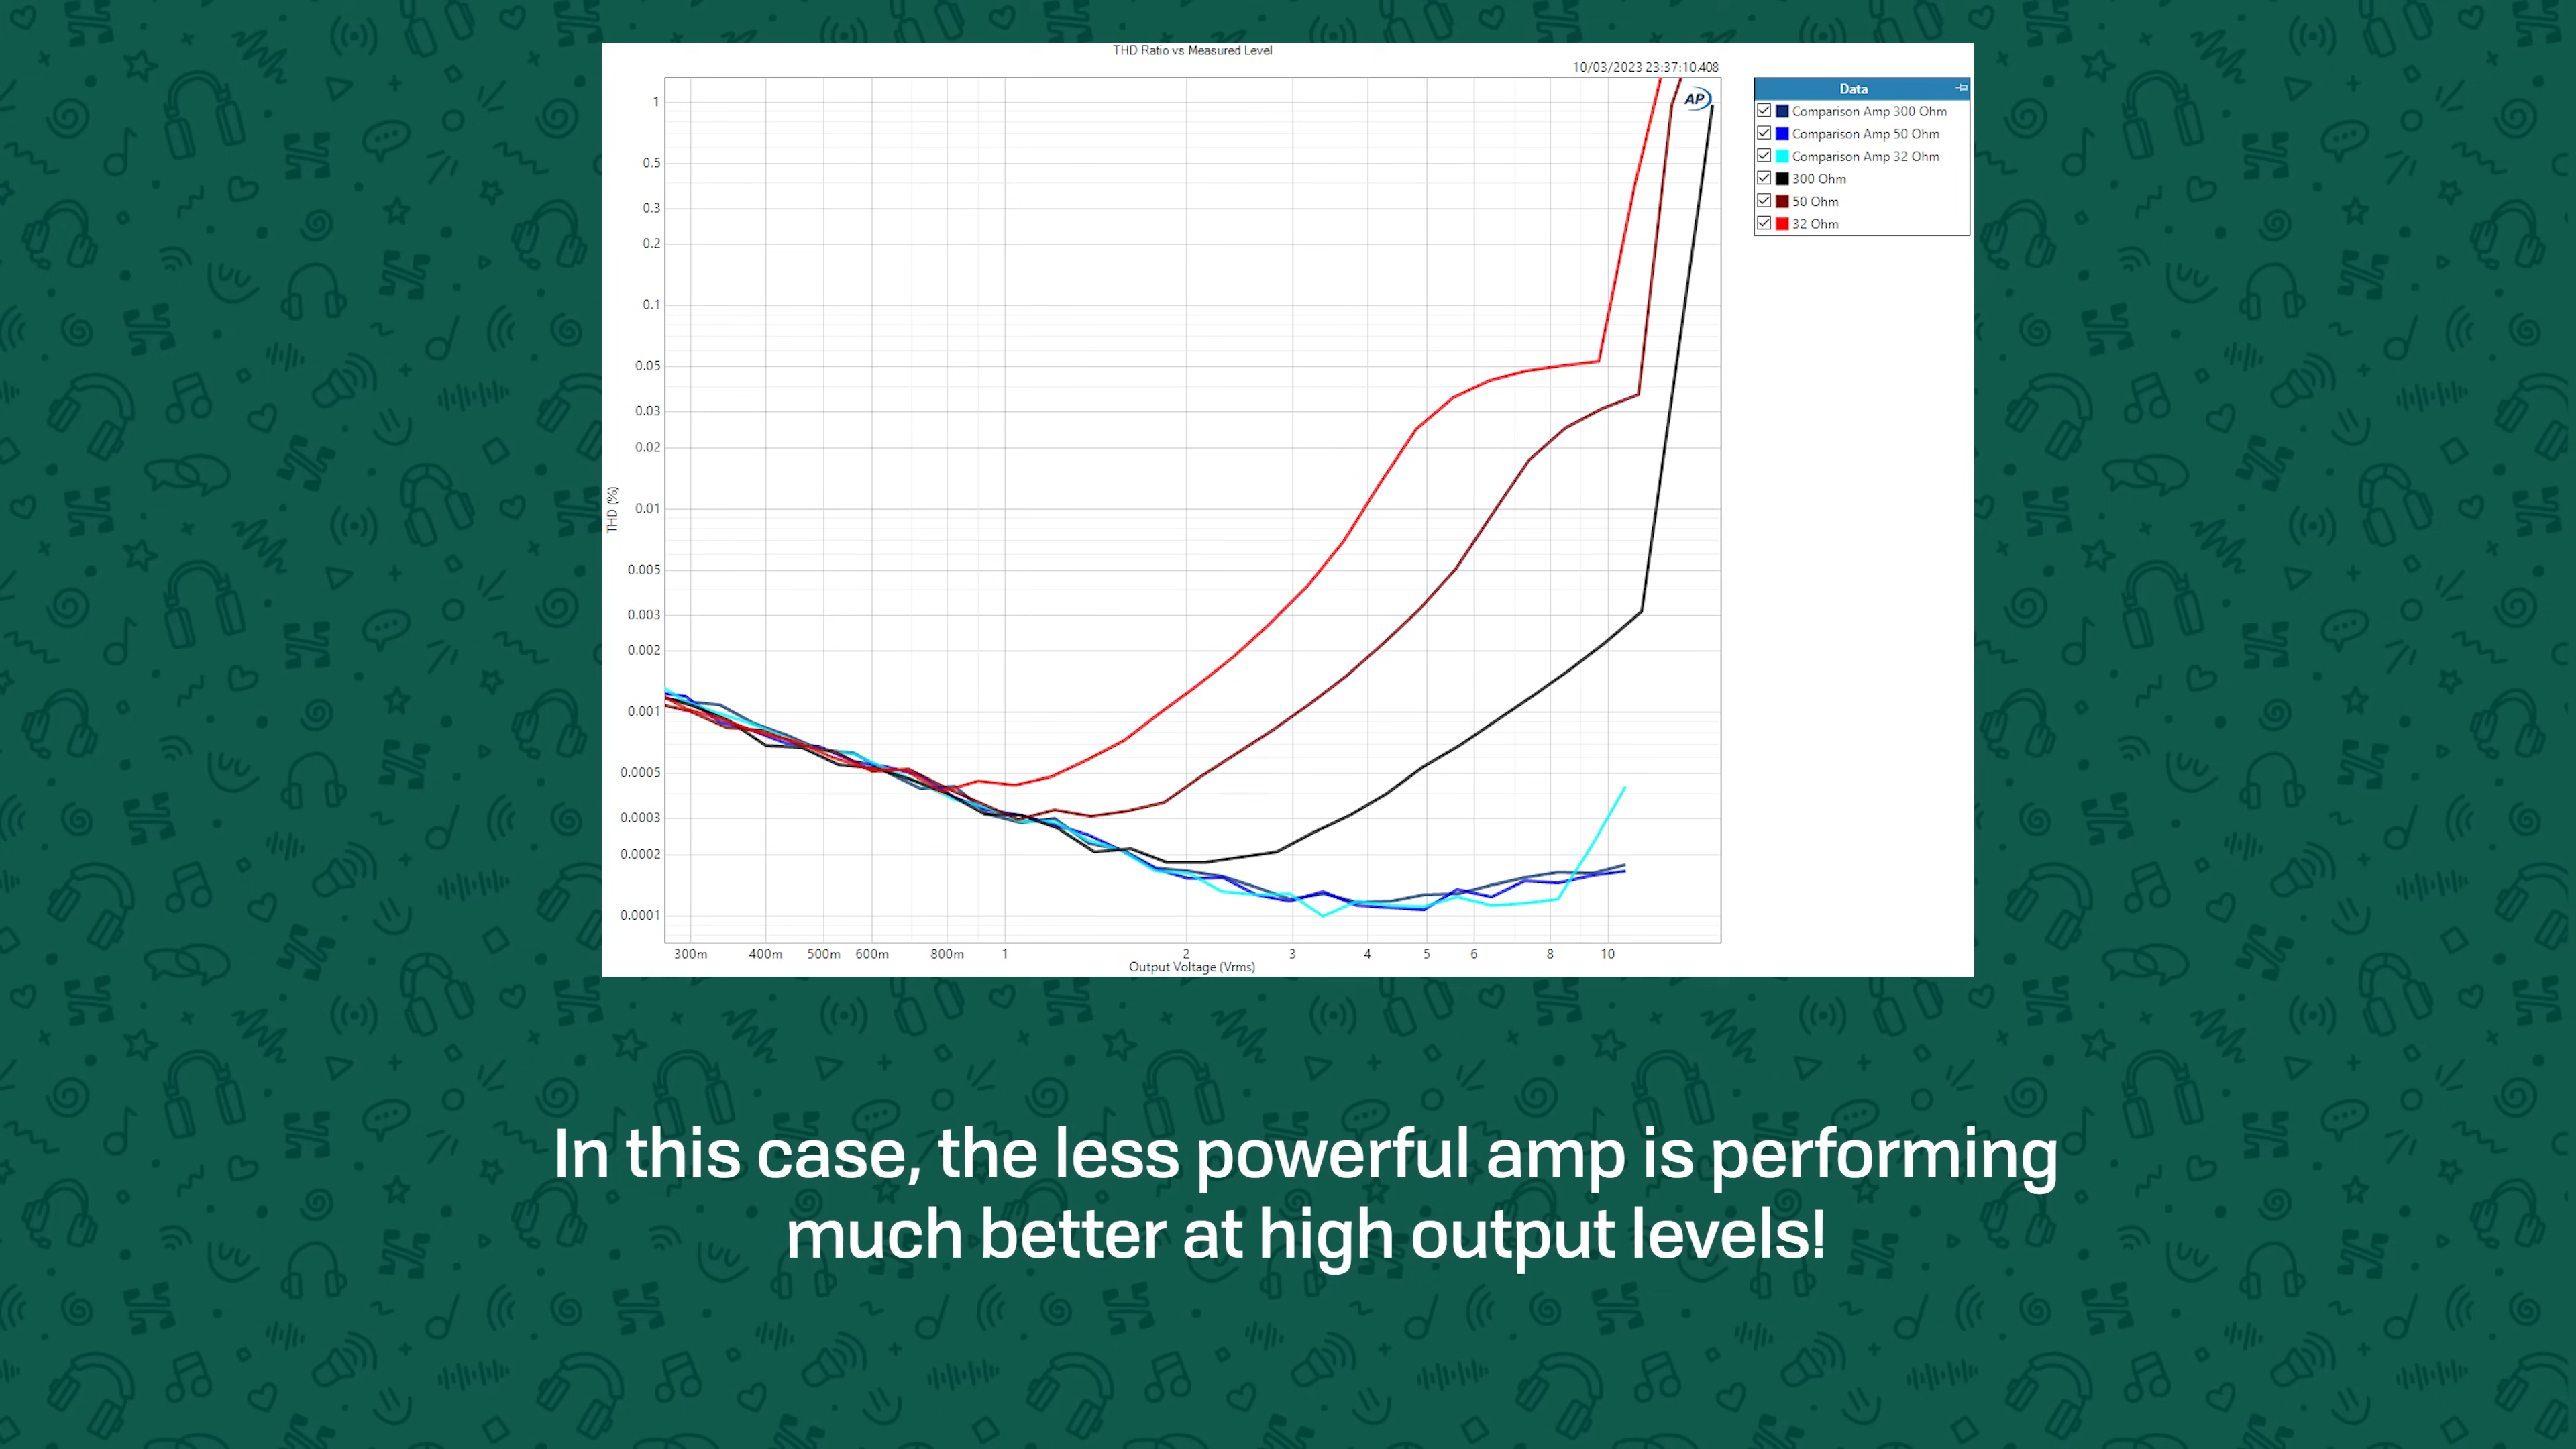 THD Ratio vs Measured Level
10/03/2023 23:37:10.408
AP
Data
Comparison Amp 300 Ohm
Comparison Amp 50 Ohm
Comparison Amp 32 Ohm
300 Ohm
50 Ohm
32 Ohm
THD (%)
1
0.5
0.3
0.2
0.1
0.05
0.03
0.02
0.01
0.005
0.003
0.002
0.001
0.0005
0.0003
0.0002
0.0001
300m 400m 500m 600m 800m 1 2 3 4 5 6 8 10
Output Voltage (Vrms)
In this case, the less powerful amp is performing
much better at high output levels!